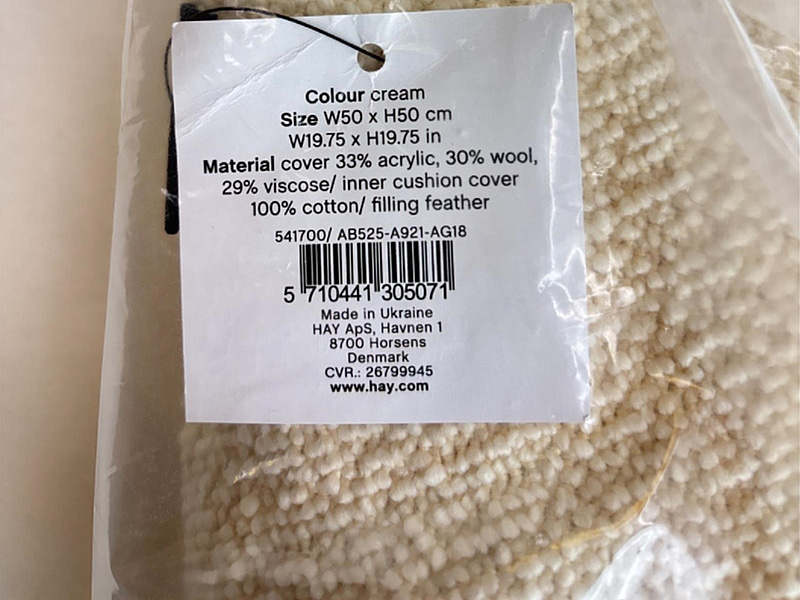 Colour cream
Size W50 x H50 cm
W19.75 x H19.75 in
Material cover 33% acrylic, 30% wool,
29% viscose/ inner cushion cover
100% cotton/ filling feather
541700/ AB525-A921-AG18
5 710441 305071
Made in Ukraine
HAY ApS, Havnen 1
8700 Horsens
Denmark
CVR.: 26799945
www.hay.com